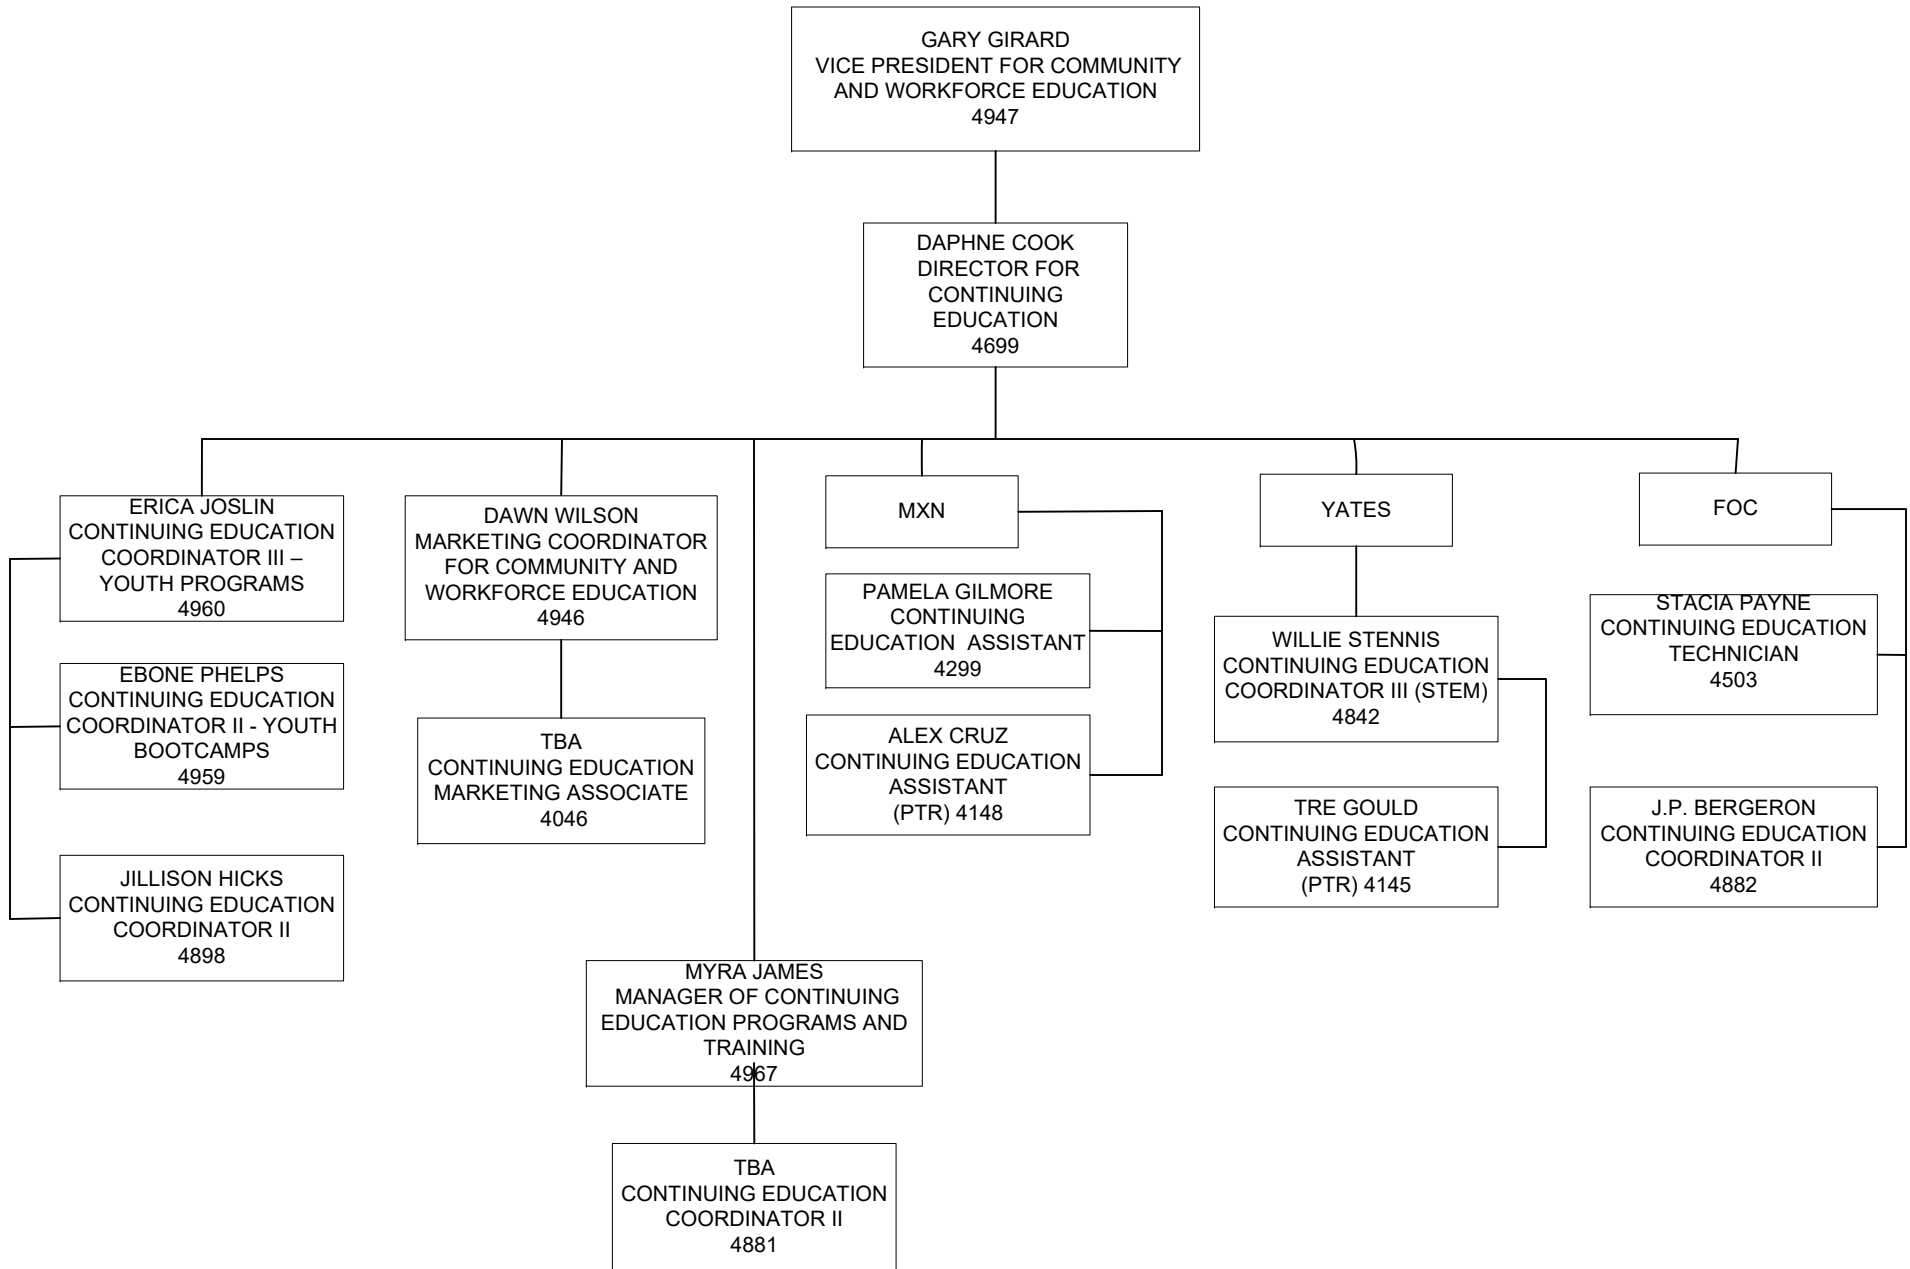 GARY GIRARD
VICE PRESIDENT FOR COMMUNITY
AND WORKFORCE EDUCATION
4947
DAPHNE COOK
DIRECTOR FOR
CONTINUING
EDUCATION
4699
ERICA JOSLIN
CONTINUING EDUCATION
COORDINATOR III –
YOUTH PROGRAMS
4960
EBONE PHELPS
CONTINUING EDUCATION
COORDINATOR II - YOUTH
BOOTCAMPS
4959
JILLISON HICKS
CONTINUING EDUCATION
COORDINATOR II
4898
DAWN WILSON
MARKETING COORDINATOR
FOR COMMUNITY AND
WORKFORCE EDUCATION
4946
TBA
CONTINUING EDUCATION
MARKETING ASSOCIATE
4046
MYRA JAMES
MANAGER OF CONTINUING
EDUCATION PROGRAMS AND
TRAINING
4967
TBA
CONTINUING EDUCATION
COORDINATOR II
4881
MXN
PAMELA GILMORE
CONTINUING
EDUCATION ASSISTANT
4299
ALEX CRUZ
CONTINUING EDUCATION
ASSISTANT
(PTR) 4148
YATES
WILLIE STENNIS
CONTINUING EDUCATION
COORDINATOR III (STEM)
4842
TRE GOULD
CONTINUING EDUCATION
ASSISTANT
(PTR) 4145
FOC
STACIA PAYNE
CONTINUING EDUCATION
TECHNICIAN
4503
J.P. BERGERON
CONTINUING EDUCATION
COORDINATOR II
4882